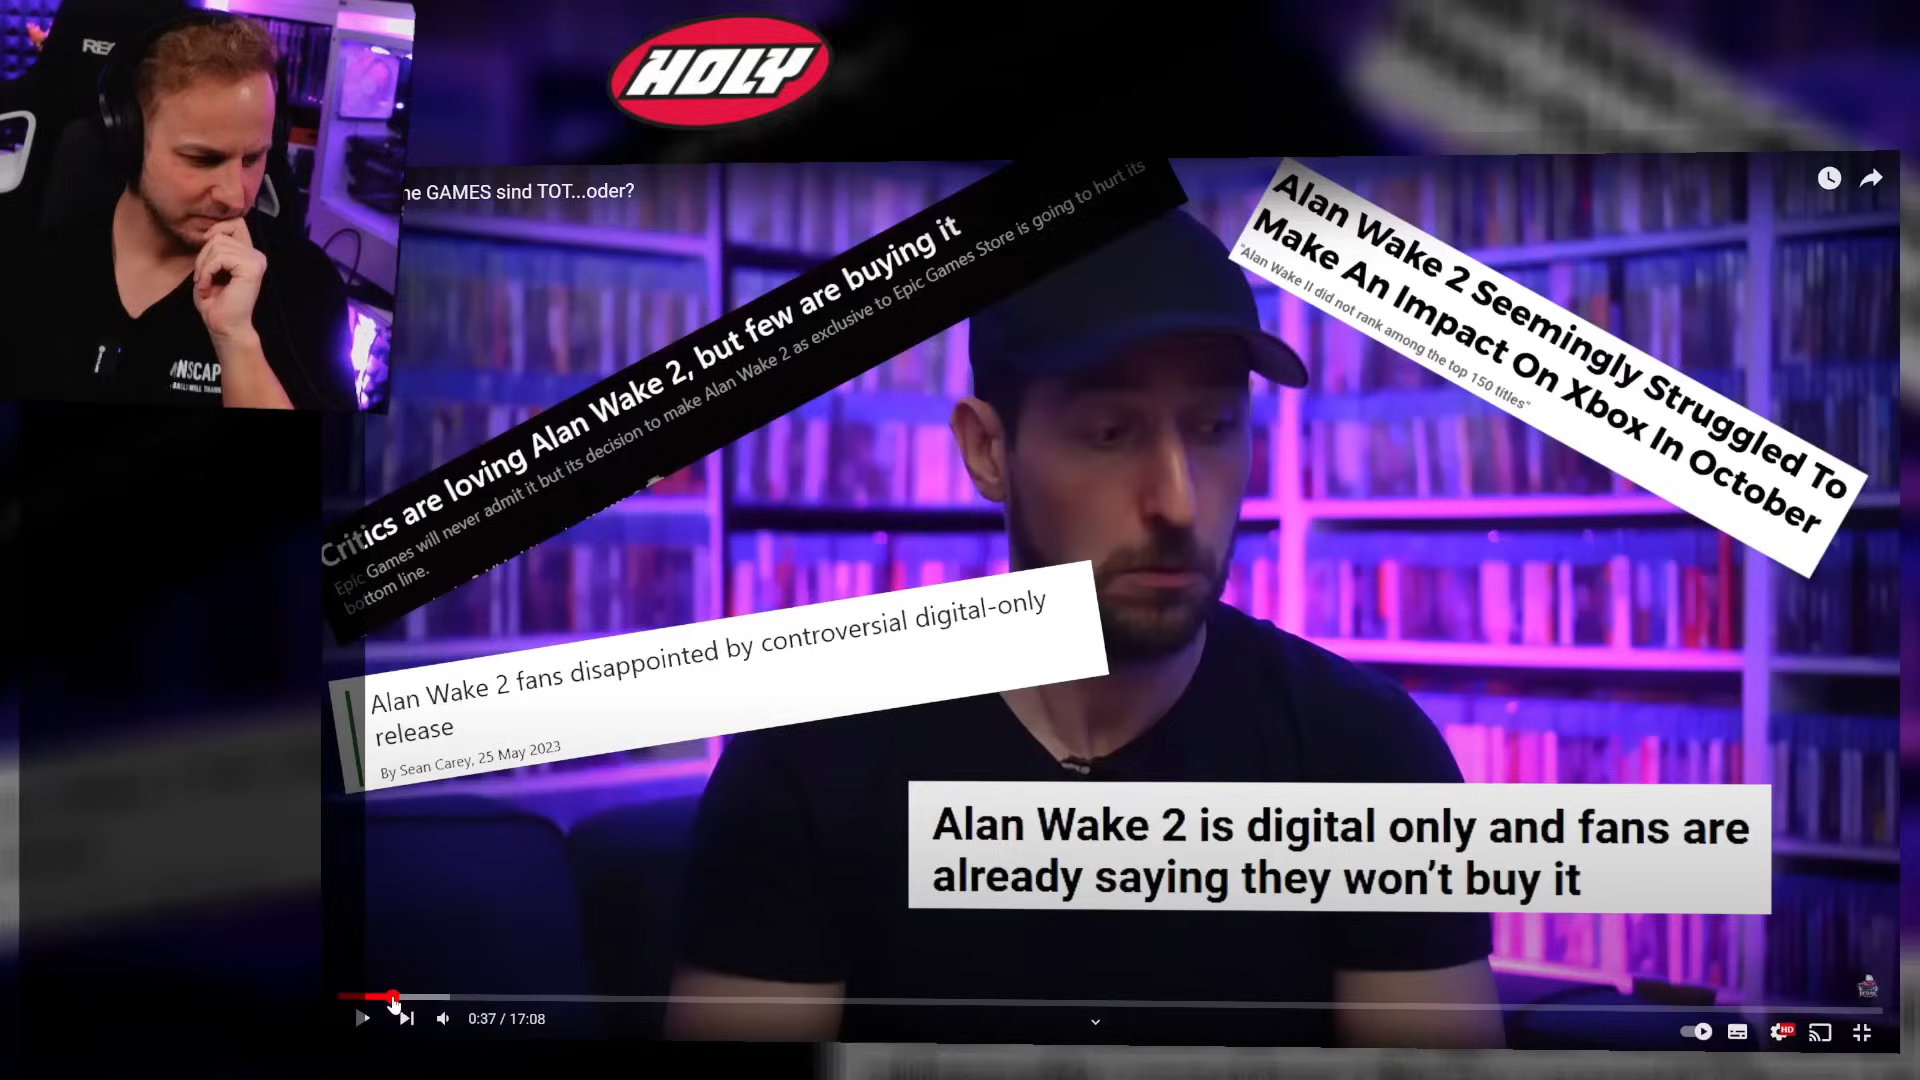 HOLY
he GAMES sind TOT...oder?
Critics are loving Alan Wake 2, but few are buying it
Epic Games will never admit it but its decision to make Alan Wake 2 as exclusive to Epic Games Store is going to hurt its
bottom line.
Alan Wake 2 Seemingly Struggled To
Make An Impact On Xbox In October
"Alan Wake II did not rank among the top 150 titles"
Alan Wake 2 fans disappointed by controversial digital-only
release
By Sean Carey, 25 May 2023
Alan Wake 2 is digital only and fans are
already saying they won't buy it
0:37 / 17:08
HD